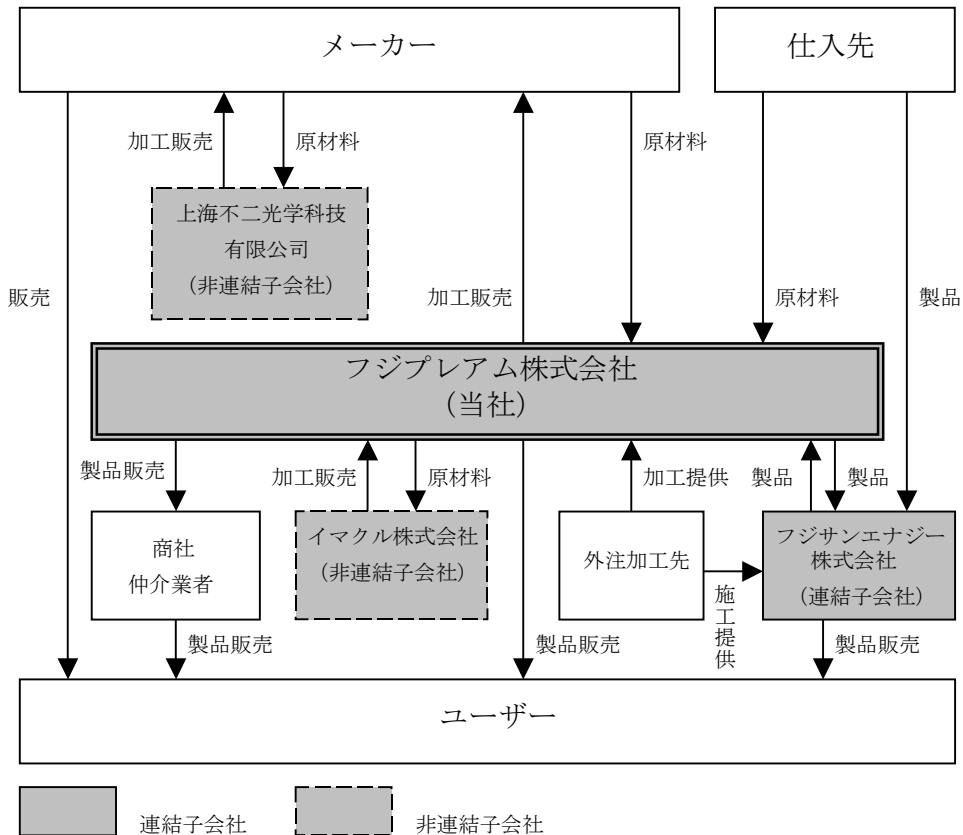 メーカー
仕入先
加工販売
原材料
原材料
上海不二光学科技
有限公司
(非連結子会社)
販売
加工販売
原材料
製品
フジプレアム株式会社
(当社)
製品販売
加工販売
原材料
加工提供
製品
製品
商社
仲介業者
イマクル株式会社
(非連結子会社)
外注加工先
フジサンエナジー
株式会社
(連結子会社)
施工提供
製品販売
製品販売
製品販売
ユーザー
連結子会社
非連結子会社